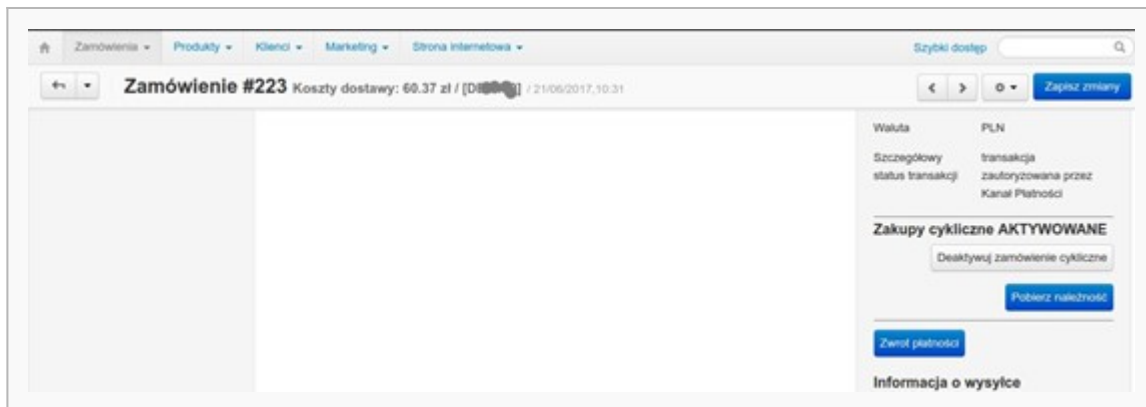 Zamówienia Produkty Klienci Marketing Strona internetowa Szybki dostęp
Zamówienie #223 Koszty dostawy: 60.37 zł / [D ] / 21/06/2017, 10:31 Zapisz zmiany
Waluta PLN
Szczegółowy transakcja
status transakcji zautoryzowana przez
Kanał Płatności
Zakupy cykliczne AKTYWOWANE
Deaktywuj zamówienie cykliczne
Pobierz należność
Zwrot płatności
Informacja o wysyłce